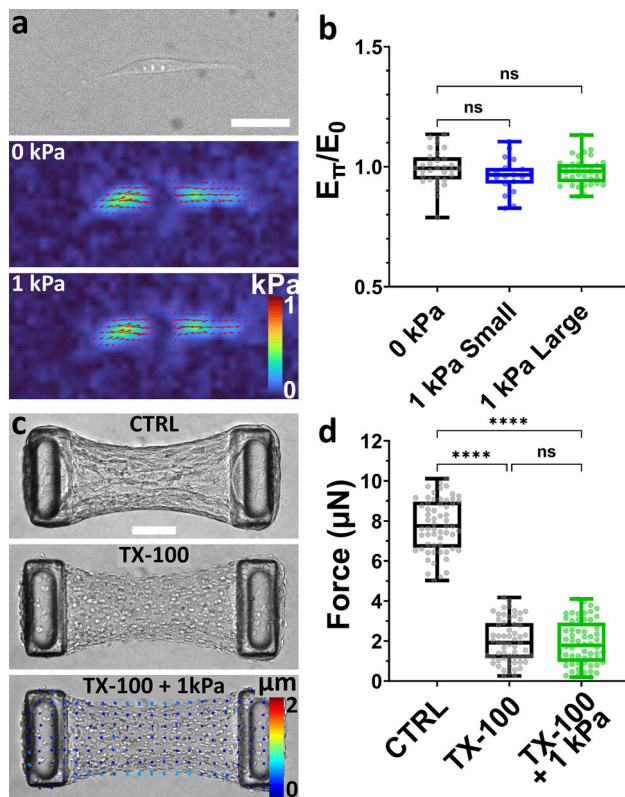 a
0 kPa
1 kPa
kPa
1
0
b
E_π/E_0
1.5
1.0
0.5
ns
ns
0 kPa
1 kPa Small
1 kPa Large
c
CTRL
TX-100
TX-100 + 1kPa
μm
2
0
d
Force (μN)
12
10
8
6
4
2
0
****
****
ns
CTRL
TX-100
TX-100
+ 1 kPa